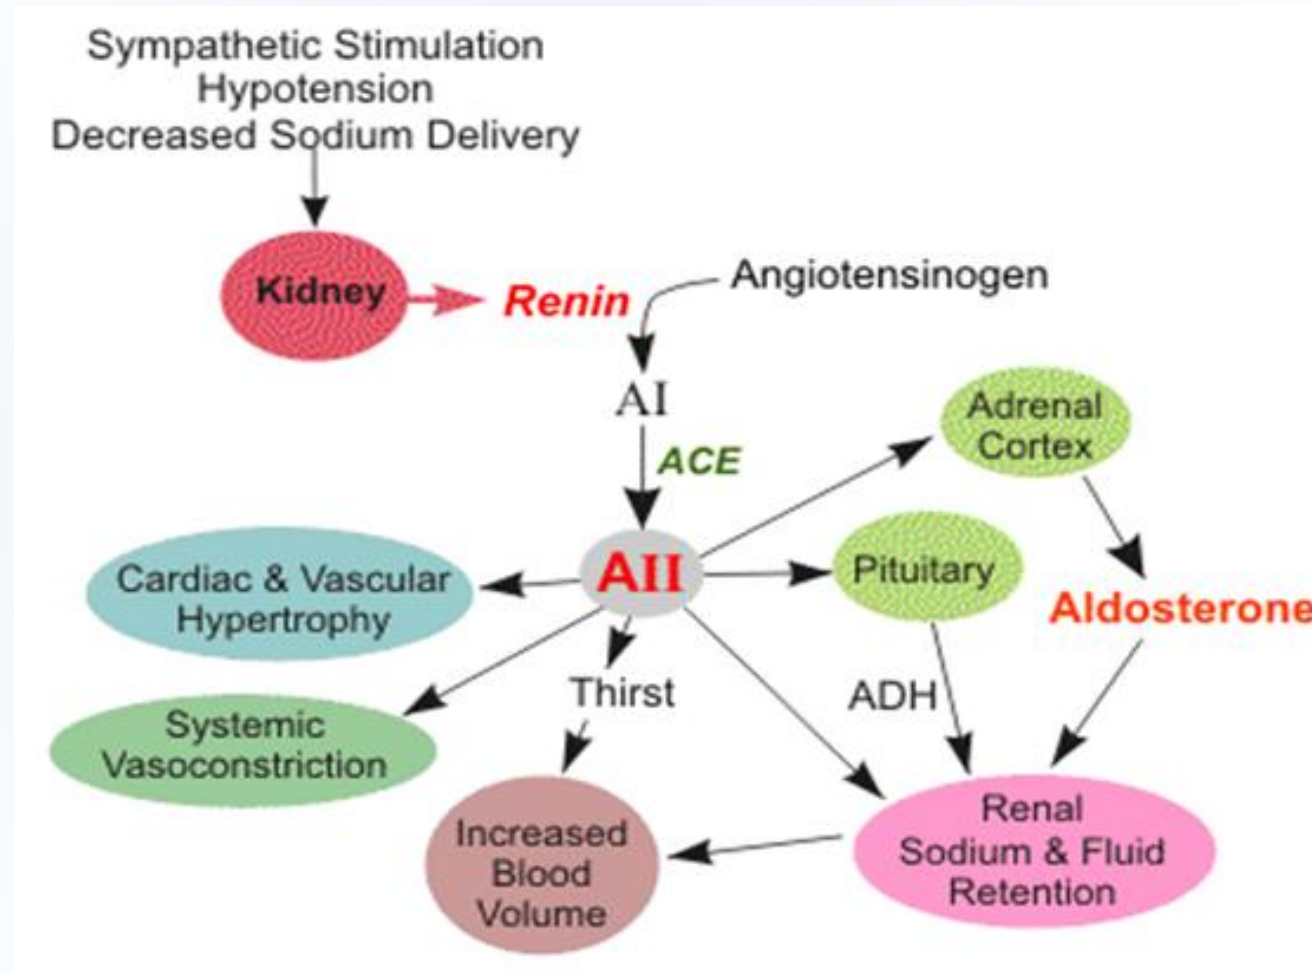 Sympathetic Stimulation
Hypotension
Decreased Sodium Delivery
Kidney
Renin
Angiotensinogen
AI
ACE
Adrenal
Cortex
AII
Pituitary
Cardiac & Vascular
Hypertrophy
Aldosterone
Thirst
ADH
Systemic
Vasoconstriction
Increased
Blood
Volume
Renal
Sodium & Fluid
Retention